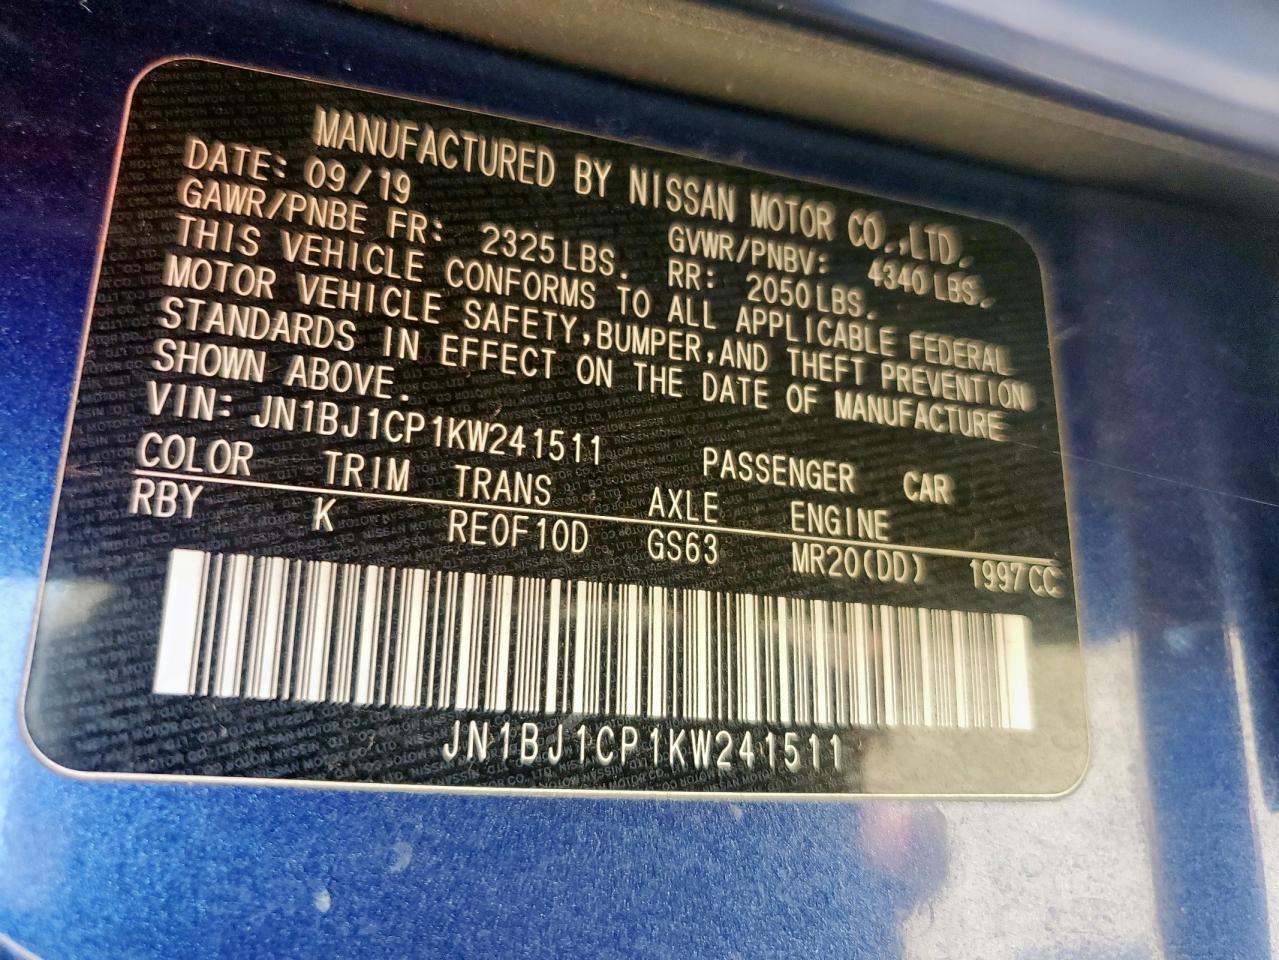 MANUFACTURED BY NISSAN MOTOR CO.,LTD.
DATE: 09/19 GVWR/PNBV: 4340LBS.
GAWR/PNBE FR: 2325LBS. RR: 2050LBS.
THIS VEHICLE CONFORMS TO ALL APPLICABLE FEDERAL
MOTOR VEHICLE SAFETY,BUMPER,AND THEFT PREVENTION
STANDARDS IN EFFECT ON THE DATE OF MANUFACTURE
SHOWN ABOVE.
VIN: JN1BJ1CP1KW241511 PASSENGER CAR
COLOR TRIM TRANS AXLE ENGINE
RBY K RE0F10D GS63 MR20(DD) 1997CC
JN1BJ1CP1KW241511